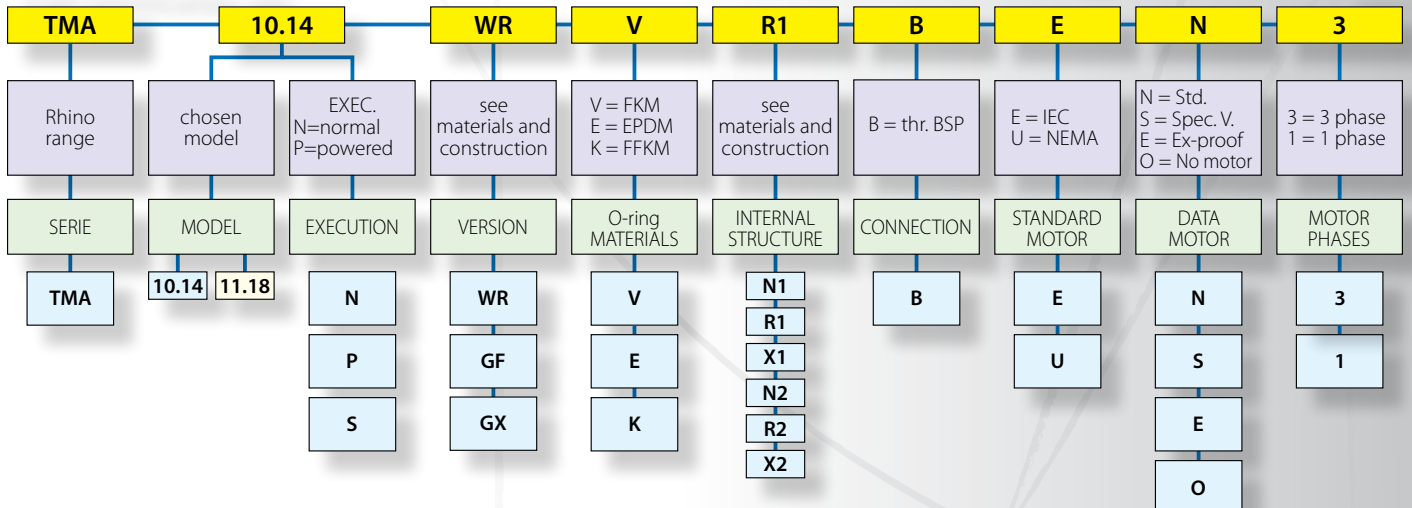 TMA 10.14 WR V R1 B E N 3
Rhino
range
chosen
model
EXEC.
N=normal
P=powered
see
materials and
construction
V = FKM
E = EPDM
K = FFKM
see
materials and
construction
B = thr. BSP
E = IEC
U = NEMA
N = Std.
S = Spec. V.
E = Ex-proof
O = No motor
3 = 3 phase
1 = 1 phase
SERIE
MODEL
EXECUTION
VERSION
O-ring
MATERIALS
INTERNAL
STRUCTURE
CONNECTION
STANDARD
MOTOR
DATA
MOTOR
MOTOR
PHASES
TMA
10.14 11.18
N
P
S
WR
GF
GX
V
E
K
N1
R1
X1
N2
R2
X2
B
E
U
N
S
E
O
3
1